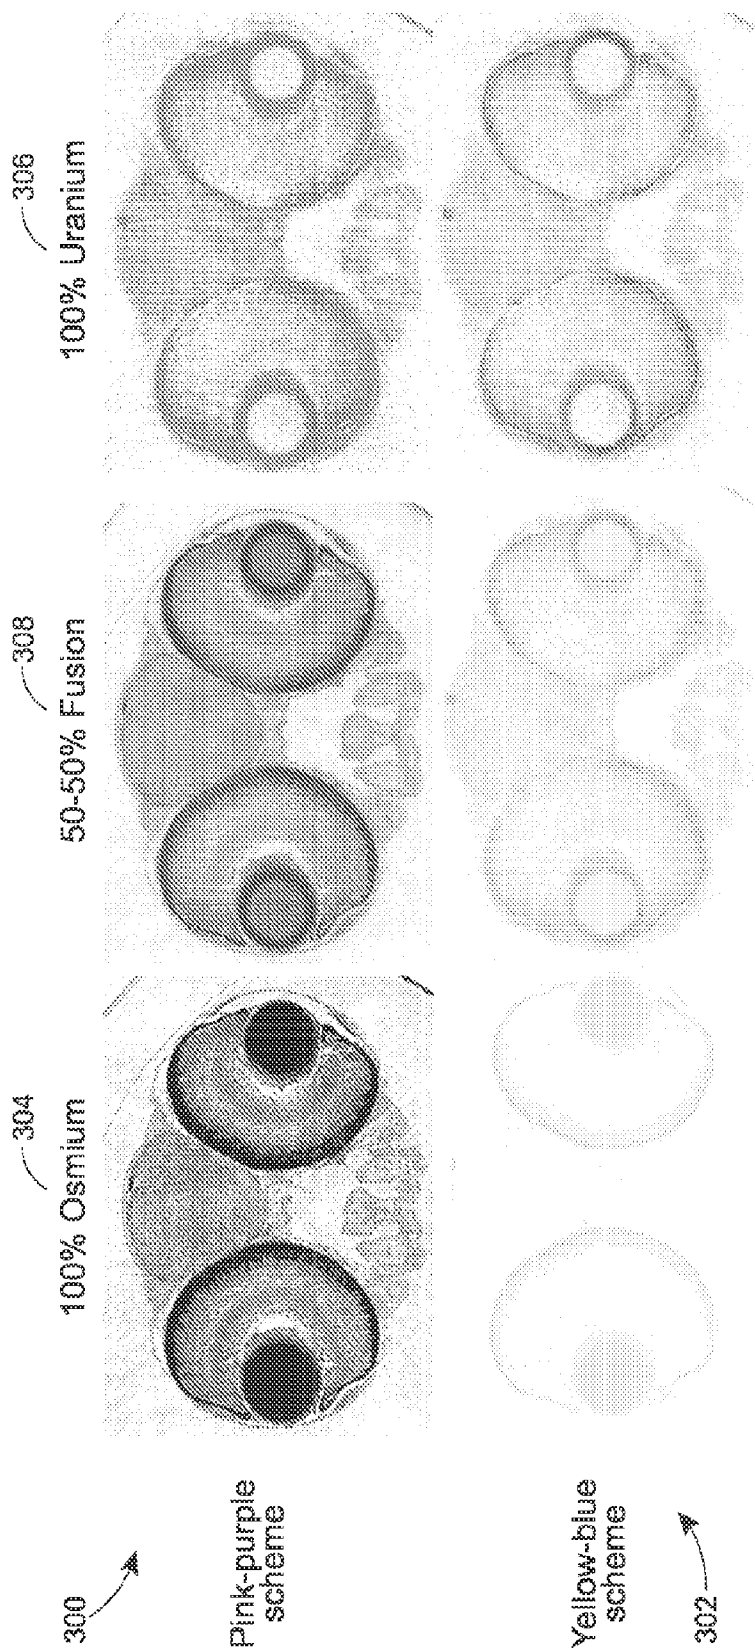 304
100% Osmium
308
50-50% Fusion
306
100% Uranium
300
Pink-purple
scheme
Yellow-blue
scheme
302